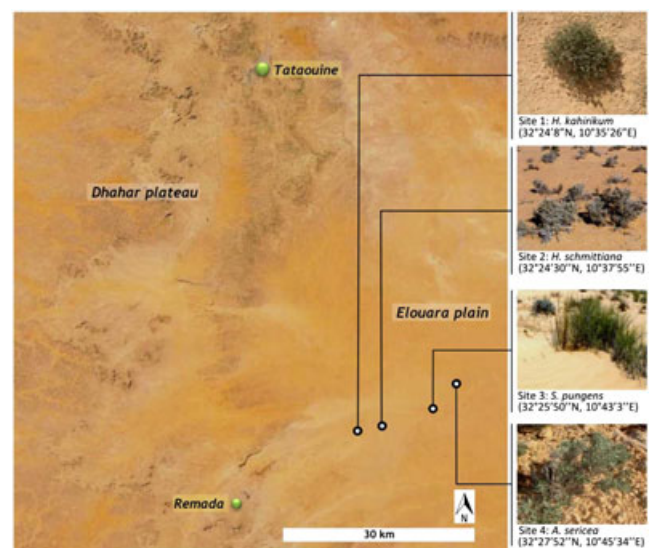 Tataouine
Dhahar plateau
Elouara plain
Remada
N
30 km
Site 1: H. kahirikum
(32°24'8"N, 10°35'26"E)
Site 2: H. schmittiana
(32°24'30''N, 10°37'55''E)
Site 3: S. pungens
(32°25'50''N, 10°43'3''E)
Site 4: A. sericea
(32°27'52''N, 10°45'34''E)